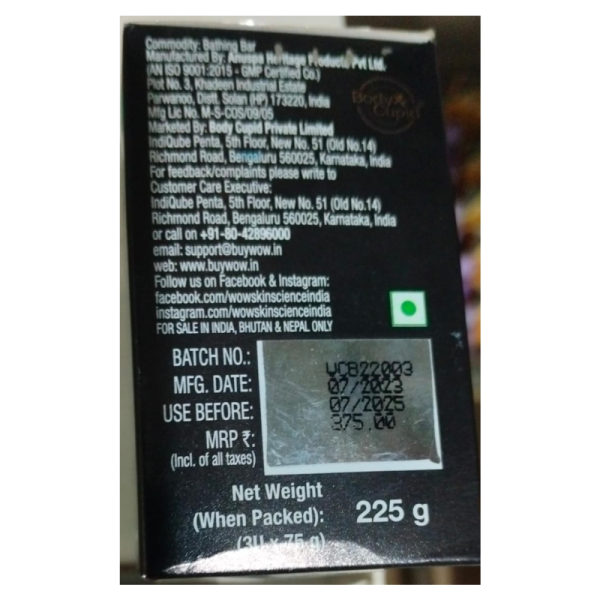 Commodity: Bathing Bar
Manufactured By: Anuspa Heritage Products Pvt Ltd.
(AN ISO 9001:2015 - GMP Certified Co.)
Plot No. 3, Khadeen Industrial Estate
Parwanoo, Distt. Solan (HP) 173220, India
Mfg Lic No. M-S-COS/09/05
Body Cupid
Marketed By: Body Cupid Private Limited
IndiQube Penta, 5th Floor, New No. 51 (Old No.14)
Richmond Road, Bengaluru 560025, Karnataka, India
For feedback/complaints please write to
Customer Care Executive:
IndiQube Penta, 5th Floor, New No. 51 (Old No.14)
Richmond Road, Bengaluru 560025, Karnataka, India
or call on +91-80-42896000
email: support@buywow.in
web: www.buywow.in
Follow us on Facebook & Instagram:
facebook.com/wowskinscienceindia
instagram.com/wowskinscienceindia
FOR SALE IN INDIA, BHUTAN & NEPAL ONLY
BATCH NO.: WCB22003
MFG. DATE: 07/2023
USE BEFORE: 07/2025
MRP ₹: 375.00
(Incl. of all taxes)
Net Weight
(When Packed): 225 g
(3U x 75 g)